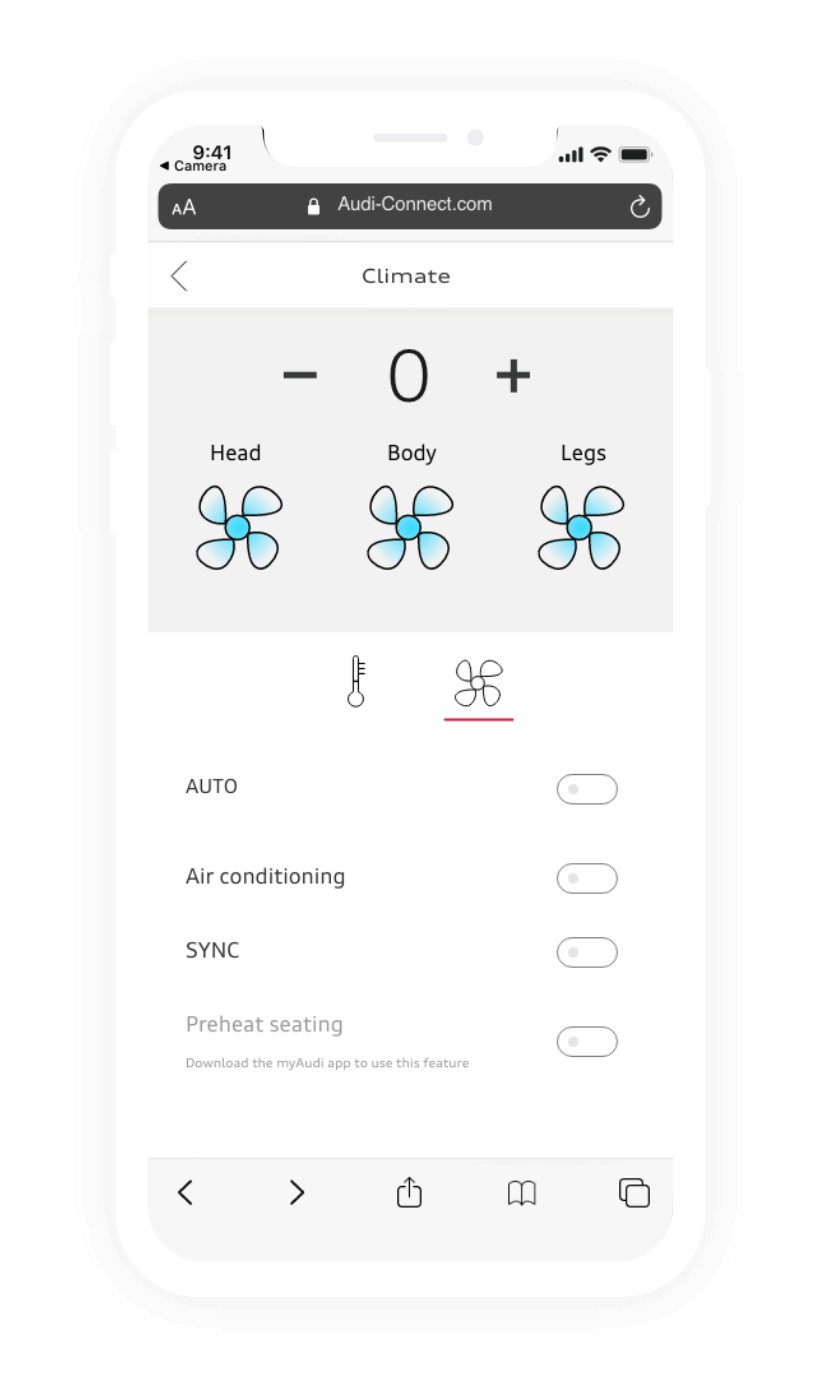 9:41
◀ Camera
AA Audi-Connect.com
Climate
− 0 +
Head Body Legs
AUTO
Air conditioning
SYNC
Preheat seating
Download the myAudi app to use this feature